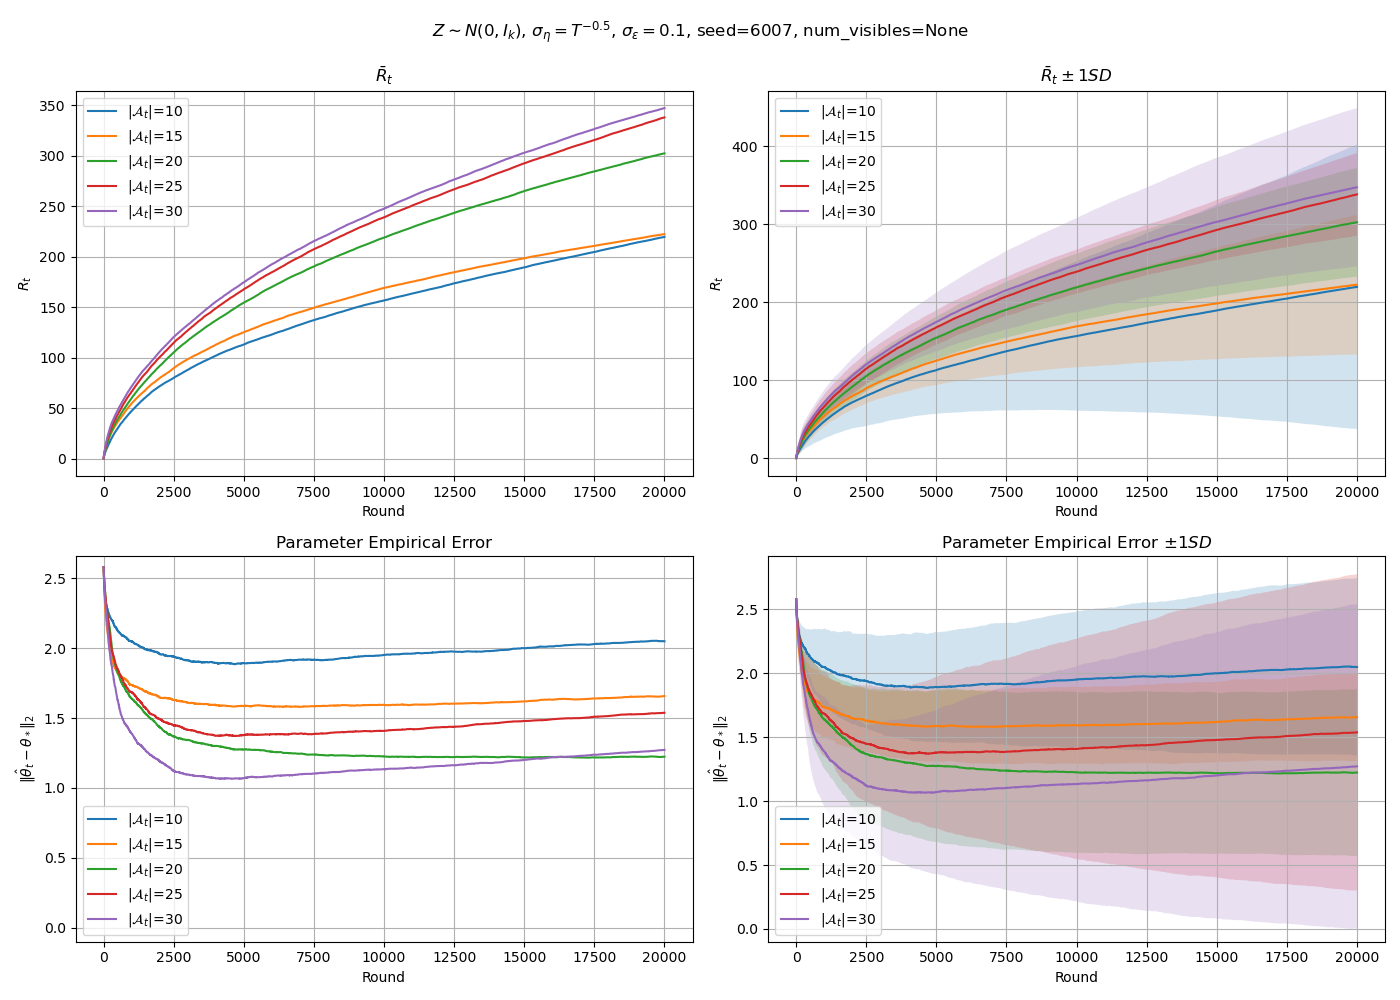 Z ∼ N(0, I_k), σ_η = T^{−0.5}, σ_ε = 0.1, seed=6007, num_visibles=None
R̄_t
R_t
350
300
250
200
150
100
50
0
|𝒜_t|=10
|𝒜_t|=15
|𝒜_t|=20
|𝒜_t|=25
|𝒜_t|=30
0 2500 5000 7500 10000 12500 15000 17500 20000
Round
R̄_t ± 1SD
R_t
400
300
200
100
0
|𝒜_t|=10
|𝒜_t|=15
|𝒜_t|=20
|𝒜_t|=25
|𝒜_t|=30
0 2500 5000 7500 10000 12500 15000 17500 20000
Round
Parameter Empirical Error
‖θ̂_t − θ_*‖_2
2.5
2.0
1.5
1.0
0.5
0.0
|𝒜_t|=10
|𝒜_t|=15
|𝒜_t|=20
|𝒜_t|=25
|𝒜_t|=30
0 2500 5000 7500 10000 12500 15000 17500 20000
Round
Parameter Empirical Error ±1SD
‖θ̂_t − θ_*‖_2
2.5
2.0
1.5
1.0
0.5
0.0
|𝒜_t|=10
|𝒜_t|=15
|𝒜_t|=20
|𝒜_t|=25
|𝒜_t|=30
0 2500 5000 7500 10000 12500 15000 17500 20000
Round